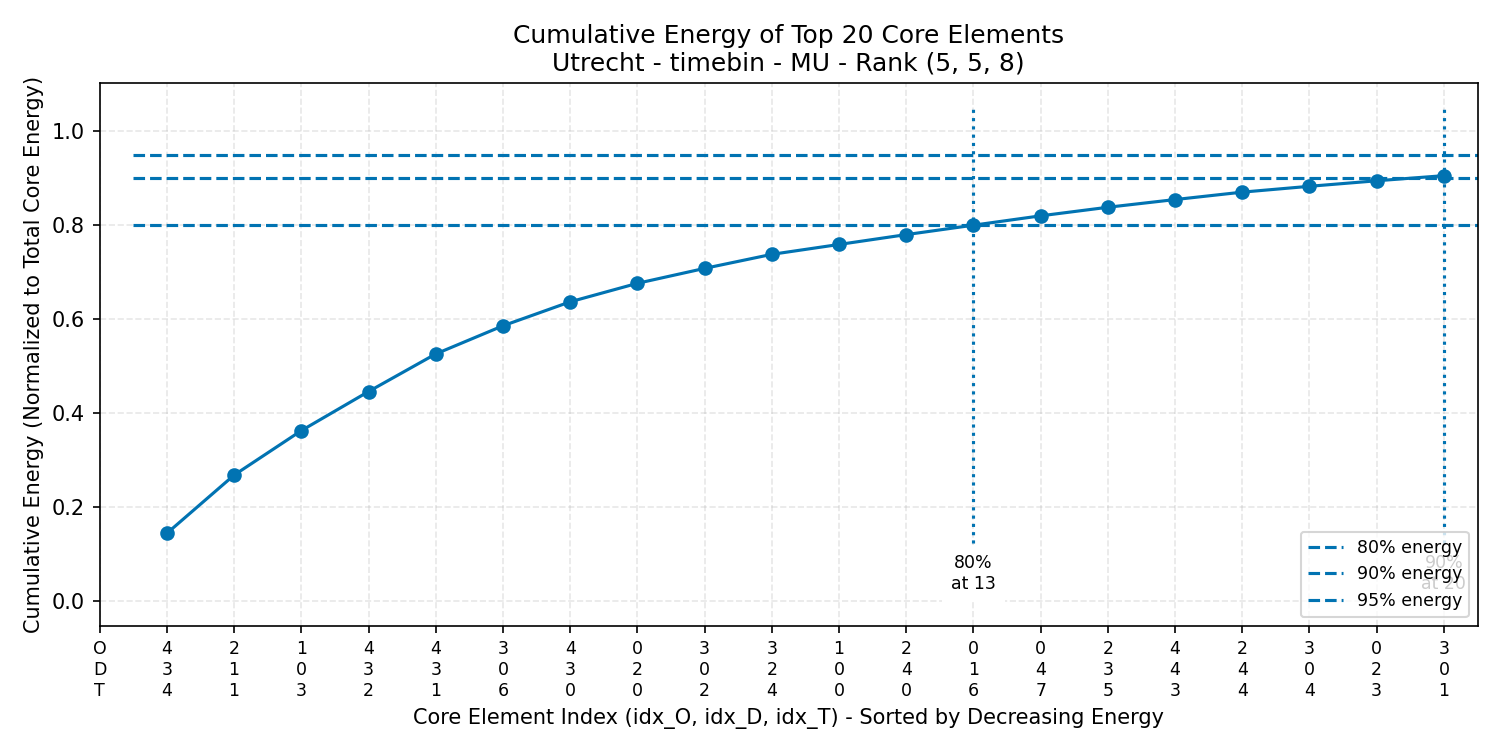 Cumulative Energy of Top 20 Core Elements
Utrecht - timebin - MU - Rank (5, 5, 8)
Cumulative Energy (Normalized to Total Core Energy)
1.0
0.8
0.6
0.4
0.2
0.0
80%
at 13
90%
at 20
80% energy
90% energy
95% energy
O 4 2 1 4 4 3 4 0 3 3 1 2 0 0 2 4 2 3 0 3
D 3 1 0 3 3 0 3 2 0 2 0 4 1 4 3 4 4 0 2 0
T 4 1 3 2 1 6 0 0 2 4 0 0 6 7 5 3 4 4 3 1
Core Element Index (idx_O, idx_D, idx_T) - Sorted by Decreasing Energy